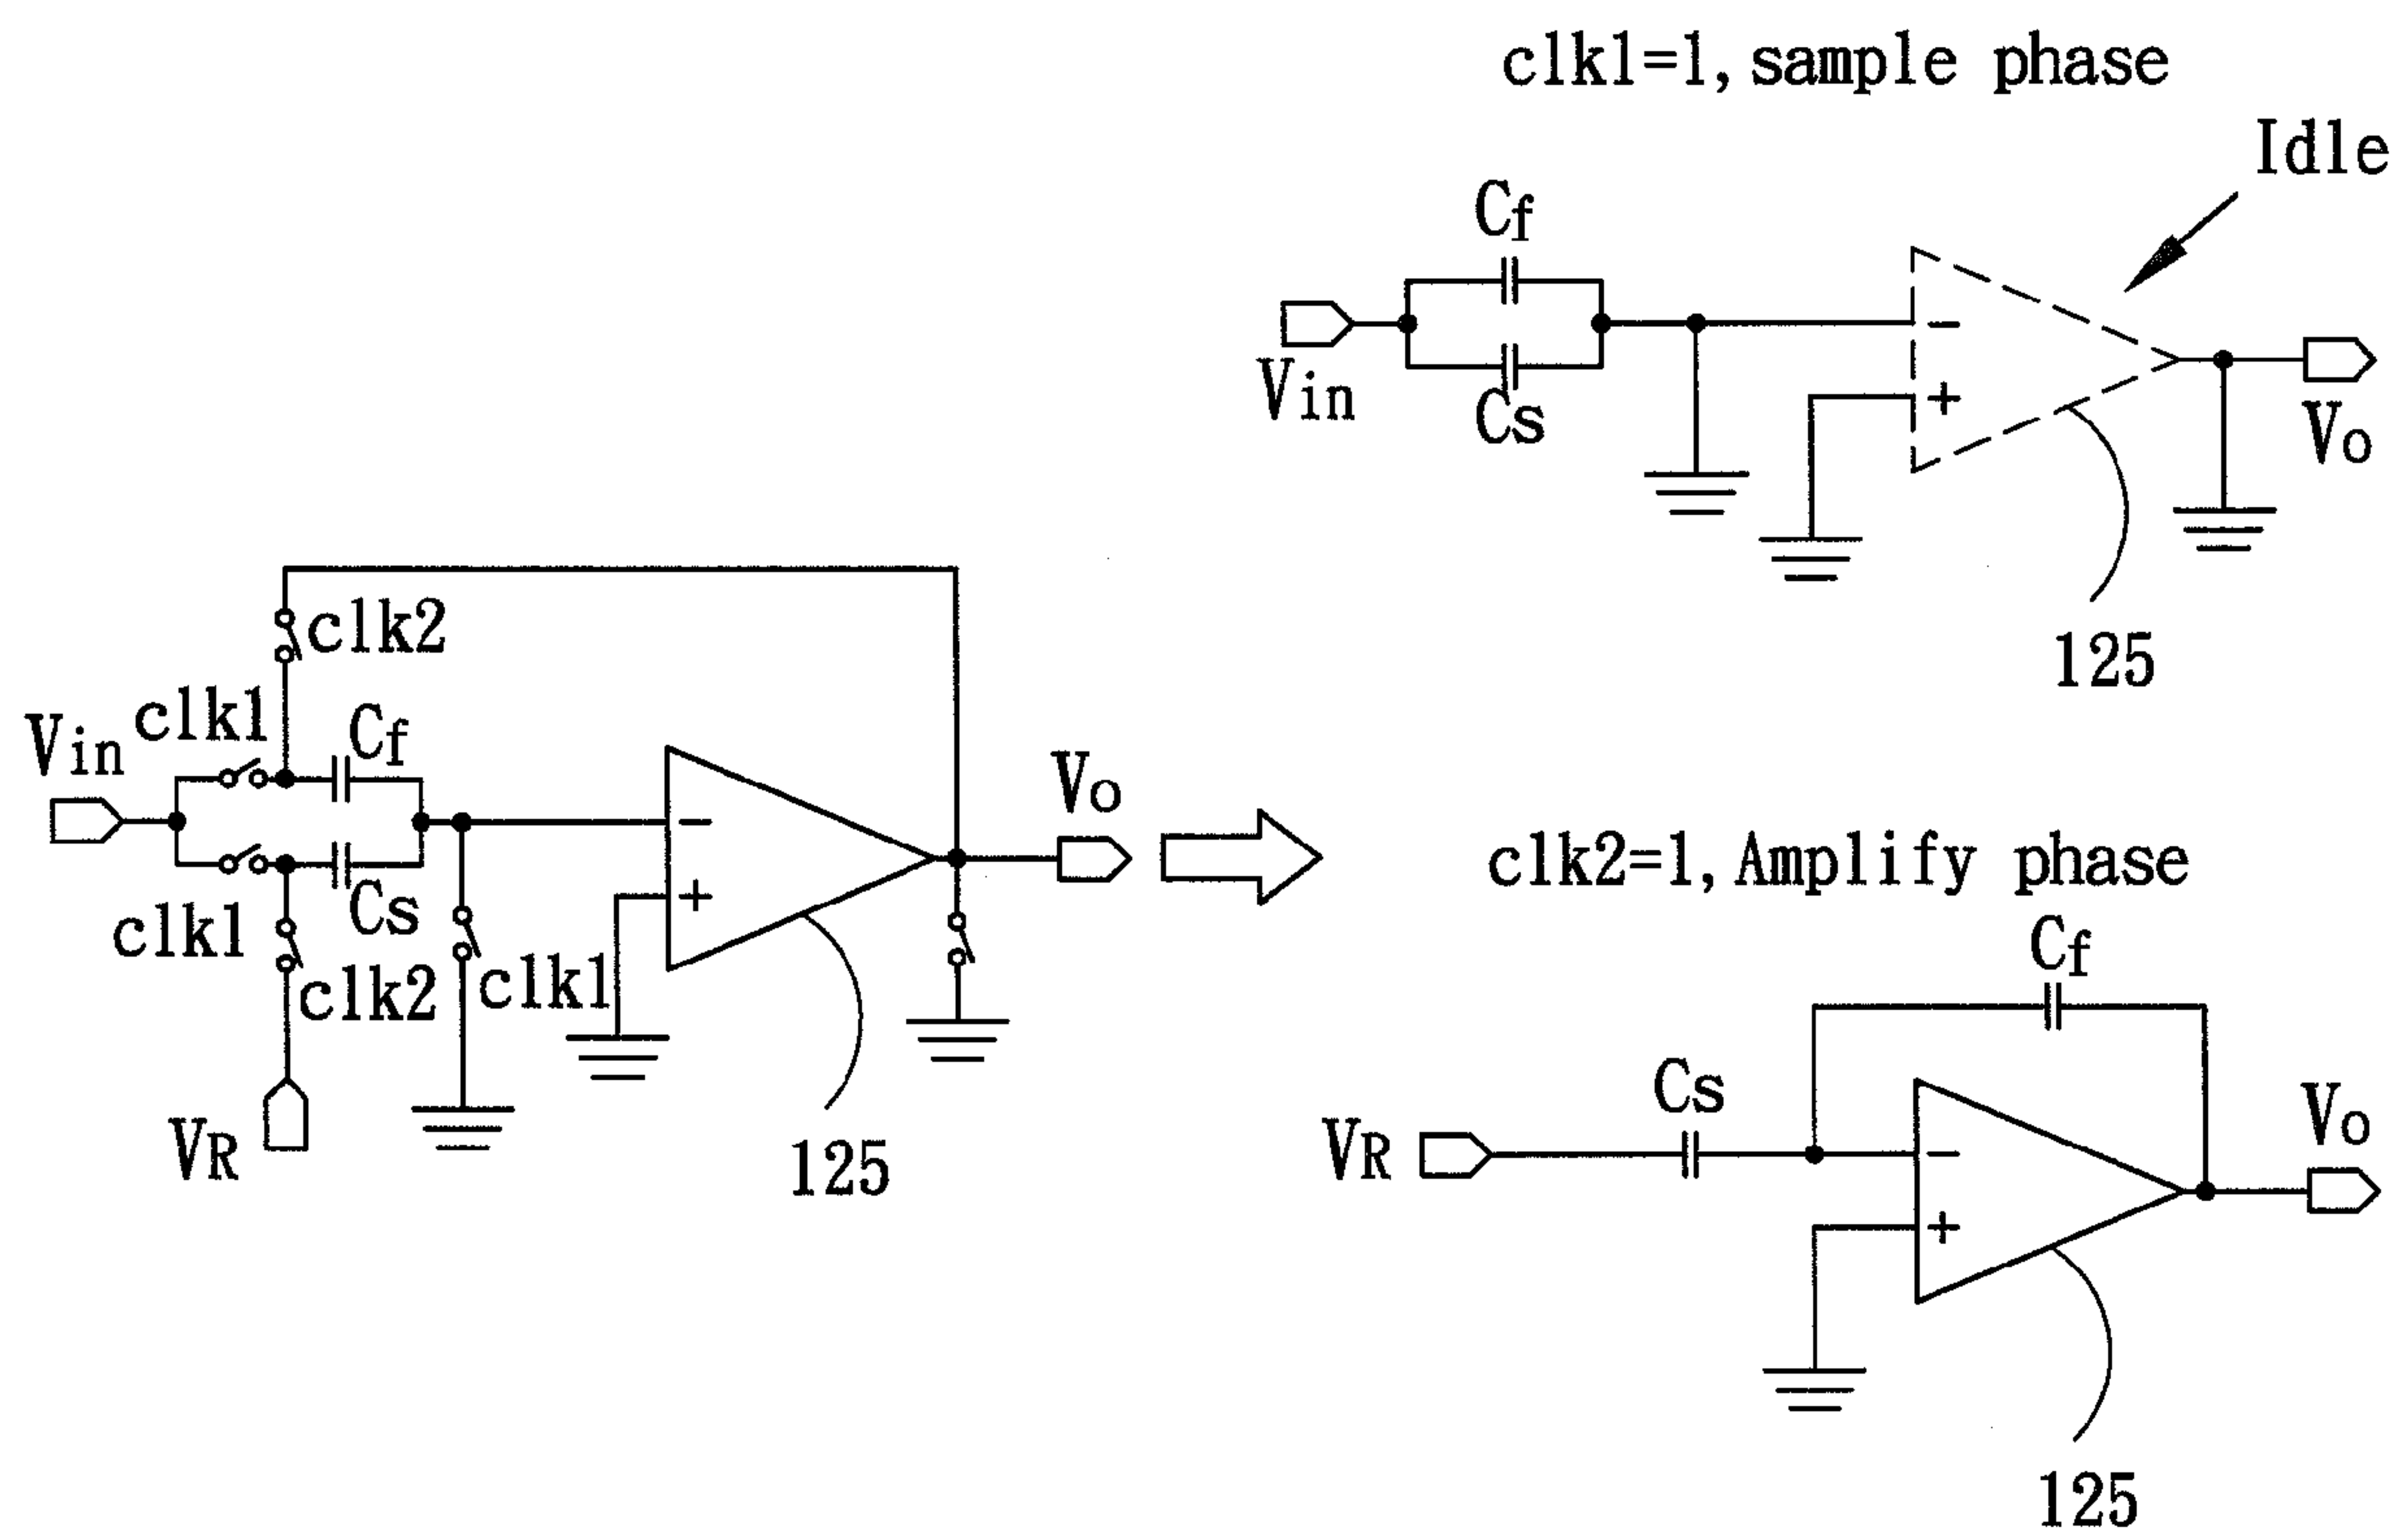 clk1=1, sample phase
Idle
Cf
Vin
Cs
−
+
Vo
125
clk2
clk1
Vin
Cf
Vo
−
+
Cs
clk1
clk2
clk1
VR
125
clk2=1, Amplify phase
Cf
Cs
VR
−
+
Vo
125